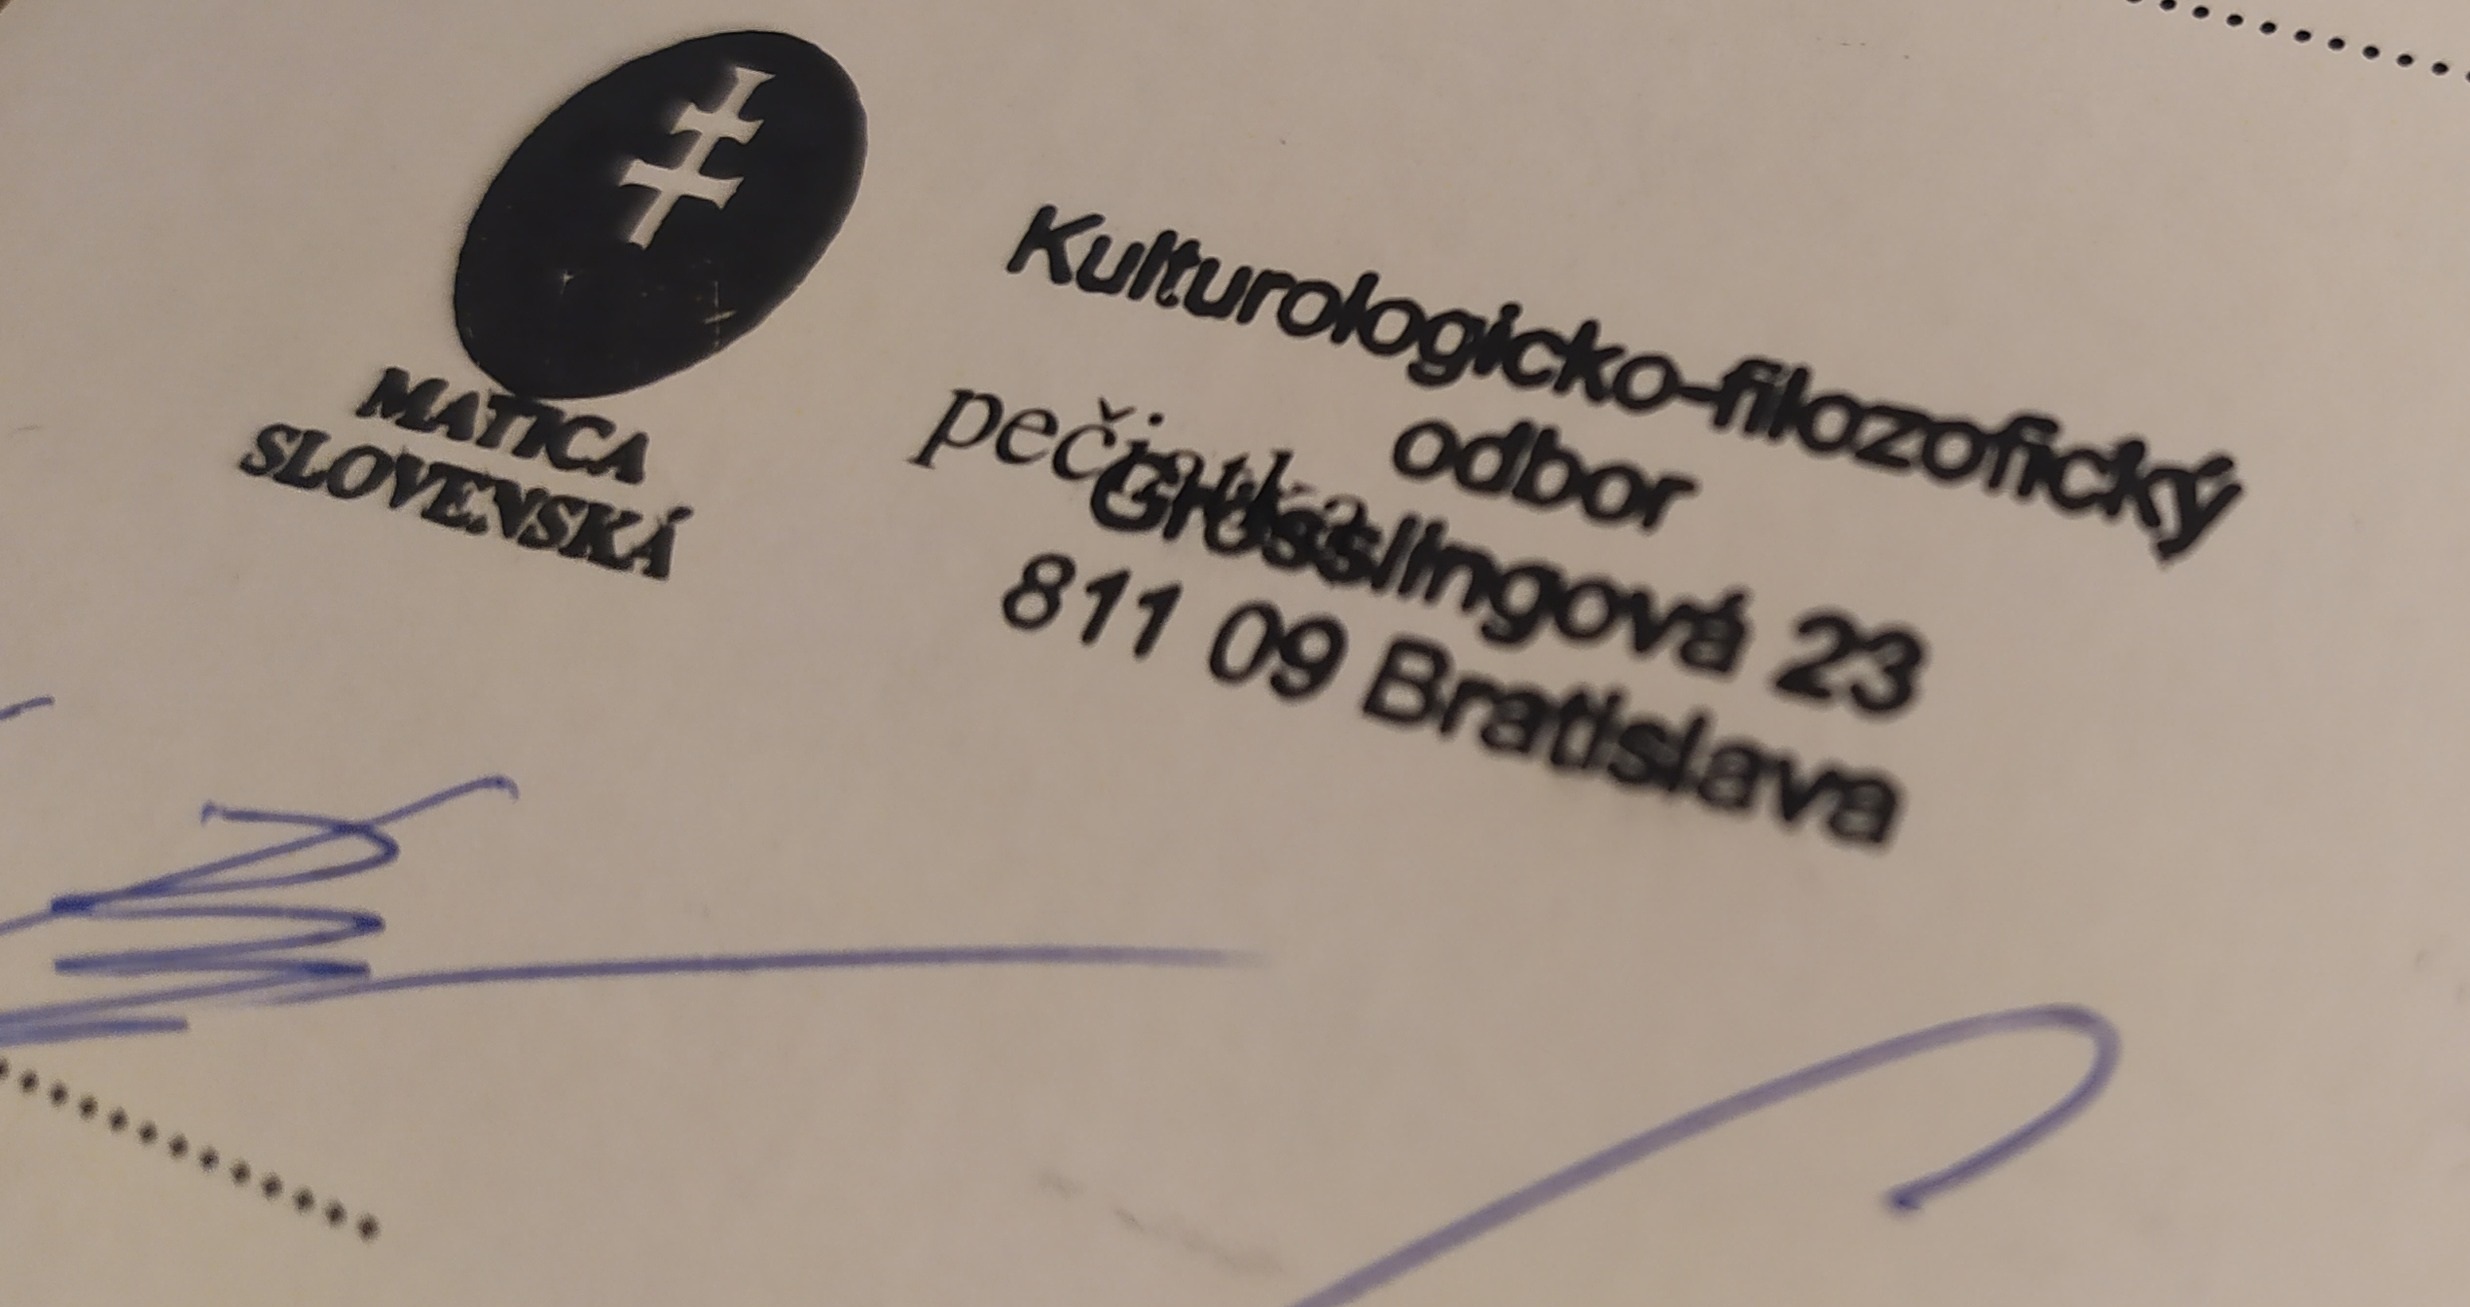 MATICA
SLOVENSKÁ
Kulturologicko-filozofický
odbor
pečiatka
Grösslingová 23
811 09 Bratislava